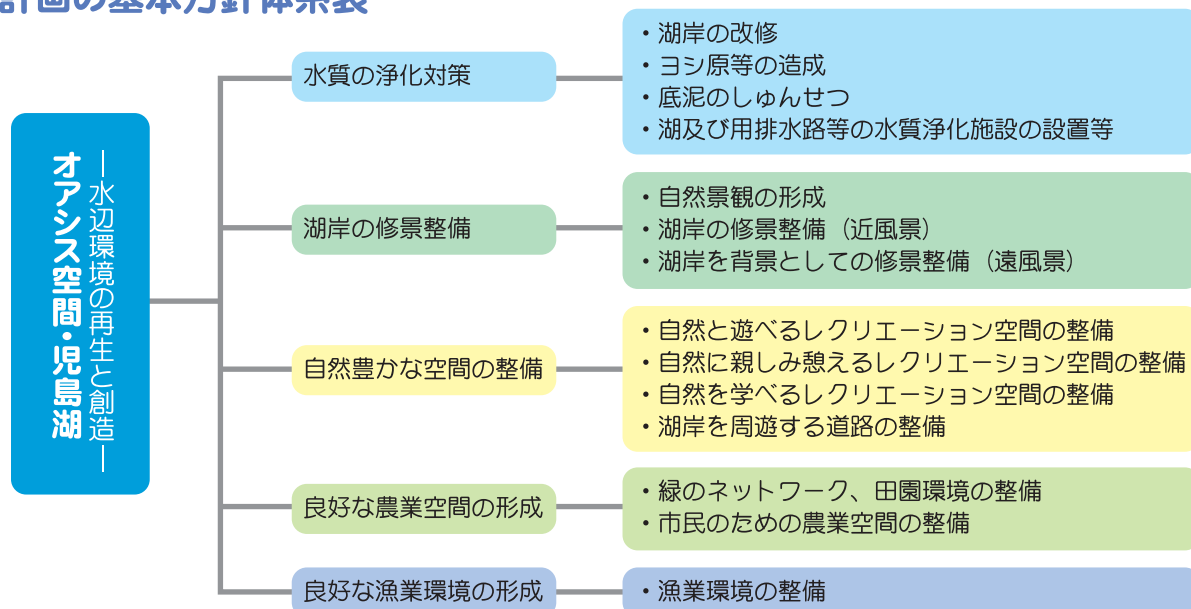 計画の基本方針体系表
オアシス空間・児島湖
―水辺環境の再生と創造―
水質の浄化対策
・湖岸の改修
・ヨシ原等の造成
・底泥のしゅんせつ
・湖及び用排水路等の水質浄化施設の設置等
湖岸の修景整備
・自然景観の形成
・湖岸の修景整備（近風景）
・湖岸を背景としての修景整備（遠風景）
自然豊かな空間の整備
・自然と遊べるレクリエーション空間の整備
・自然に親しみ憩えるレクリエーション空間の整備
・自然を学べるレクリエーション空間の整備
・湖岸を周遊する道路の整備
良好な農業空間の形成
・緑のネットワーク、田園環境の整備
・市民のための農業空間の整備
良好な漁業環境の形成
・漁業環境の整備